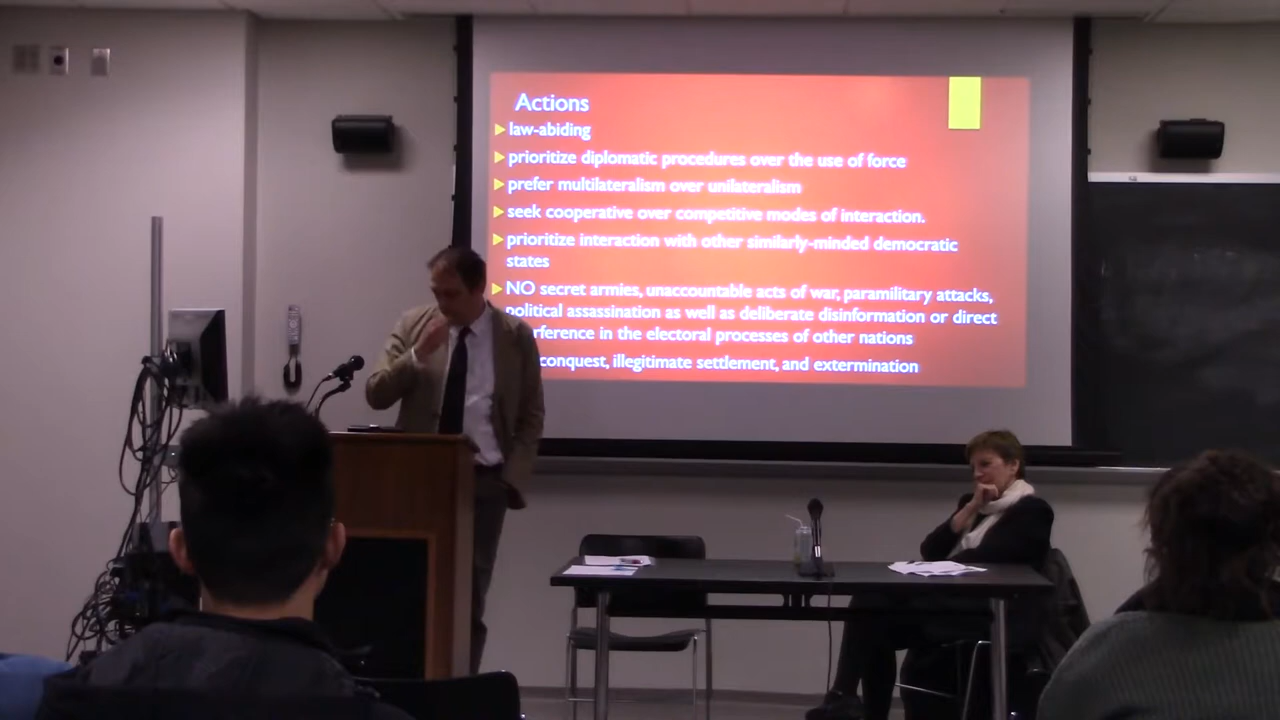 Actions
law-abiding
prioritize diplomatic procedures over the use of force
prefer multilateralism over unilateralism
seek cooperative over competitive modes of interaction.
prioritize interaction with other similarly-minded democratic
states
NO secret armies, unaccountable acts of war, paramilitary attacks,
political assassination as well as deliberate disinformation or direct
erference in the electoral processes of other nations
conquest, illegitimate settlement, and extermination